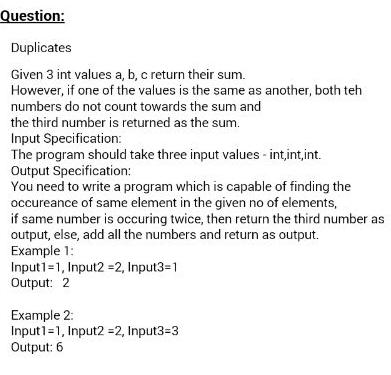 Question:
Duplicates
Given 3 int values a, b, c return their sum.
However, if one of the values is the same as another, both teh
numbers do not count towards the sum and
the third number is returned as the sum.
Input Specification:
The program should take three input values - int,int,int.
Output Specification:
You need to write a program which is capable of finding the
occureance of same element in the given no of elements,
if same number is occuring twice, then return the third number as
output, else, add all the numbers and return as output.
Example 1:
Input1=1, Input2 =2, Input3=1
Output:  2
Example 2:
Input1=1, Input2 =2, Input3=3
Output: 6